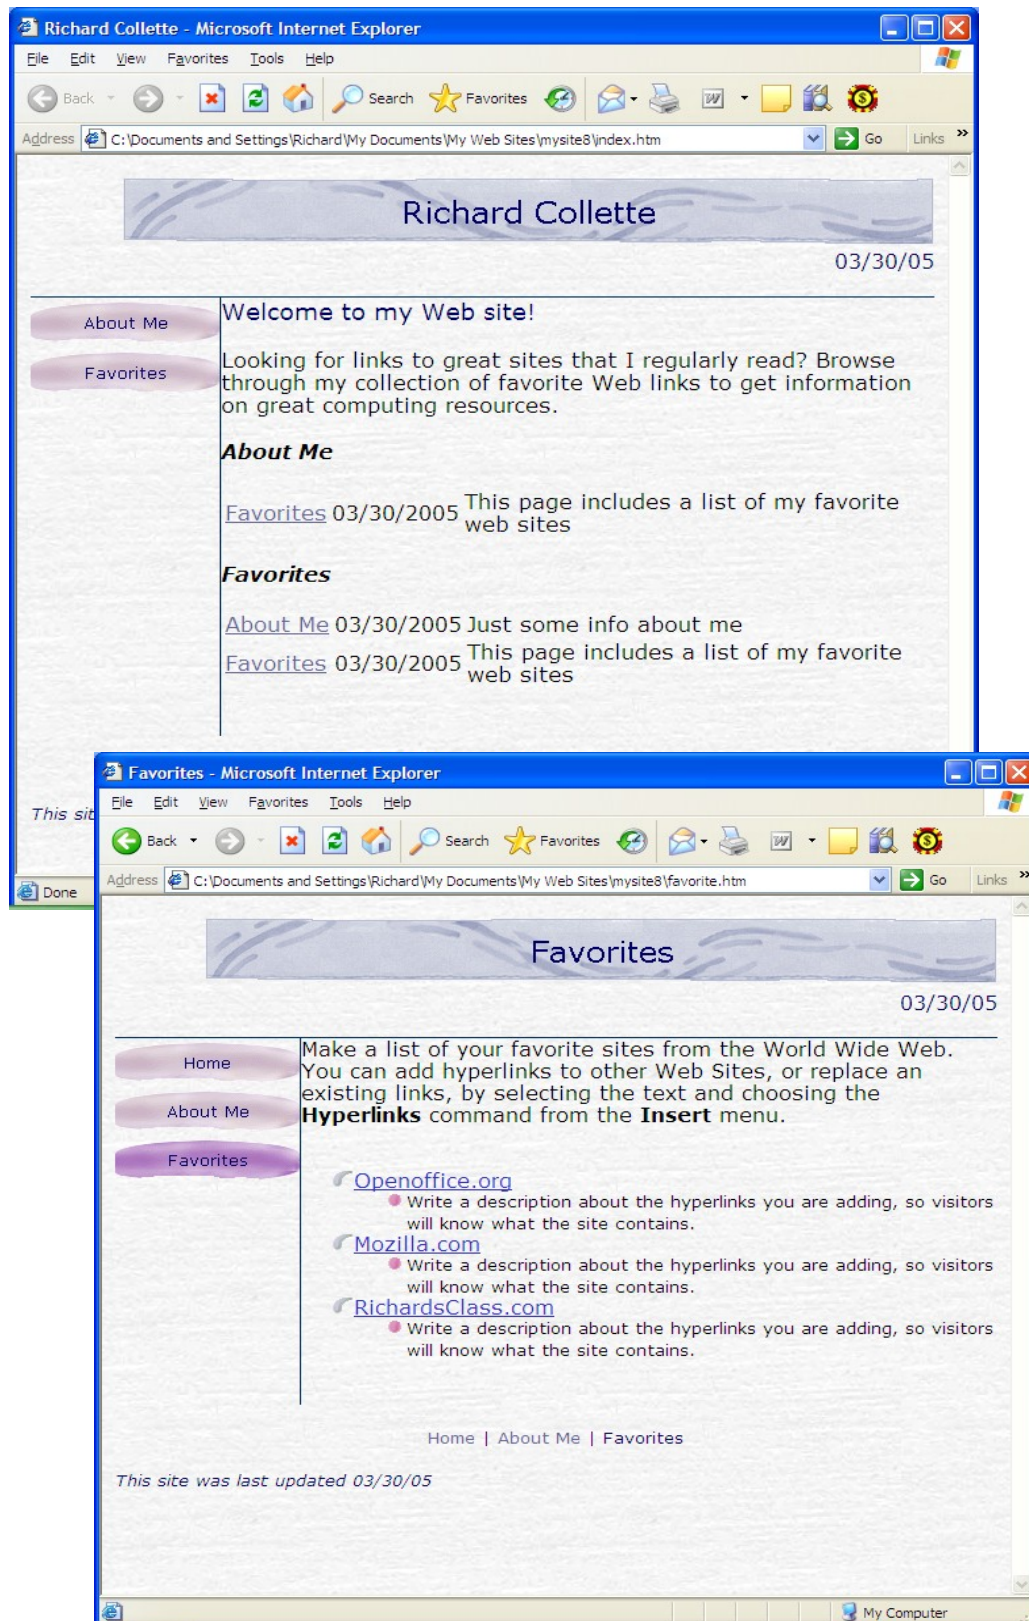 Richard Collette - Microsoft Internet Explorer
File Edit View Favorites Tools Help
Back Search Favorites
Address C:\Documents and Settings\Richard\My Documents\My Web Sites\mysite8\index.htm Go Links »
Richard Collette
03/30/05
About Me
Favorites
Welcome to my Web site!
Looking for links to great sites that I regularly read? Browse
through my collection of favorite Web links to get information
on great computing resources.
About Me
Favorites 03/30/2005 This page includes a list of my favorite
web sites
Favorites
About Me 03/30/2005 Just some info about me
Favorites 03/30/2005 This page includes a list of my favorite
web sites
This sit
Done
Favorites - Microsoft Internet Explorer
File Edit View Favorites Tools Help
Back Search Favorites
Address C:\Documents and Settings\Richard\My Documents\My Web Sites\mysite8\favorite.htm Go Links »
Favorites
03/30/05
Home
About Me
Favorites
Make a list of your favorite sites from the World Wide Web.
You can add hyperlinks to other Web Sites, or replace an
existing links, by selecting the text and choosing the
Hyperlinks command from the Insert menu.
Openoffice.org
Write a description about the hyperlinks you are adding, so visitors
will know what the site contains.
Mozilla.com
Write a description about the hyperlinks you are adding, so visitors
will know what the site contains.
RichardsClass.com
Write a description about the hyperlinks you are adding, so visitors
will know what the site contains.
Home | About Me | Favorites
This site was last updated 03/30/05
My Computer